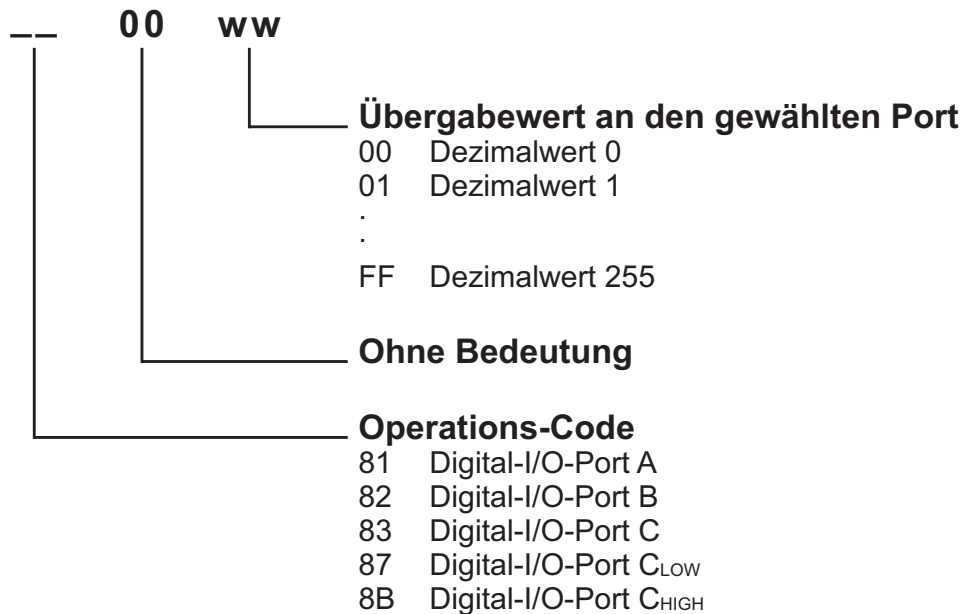 __ 00 ww
Übergabewert an den gewählten Port
00 Dezimalwert 0
01 Dezimalwert 1
.
.
FF Dezimalwert 255
Ohne Bedeutung
Operations-Code
81 Digital-I/O-Port A
82 Digital-I/O-Port B
83 Digital-I/O-Port C
87 Digital-I/O-Port CLOW
8B Digital-I/O-Port CHIGH